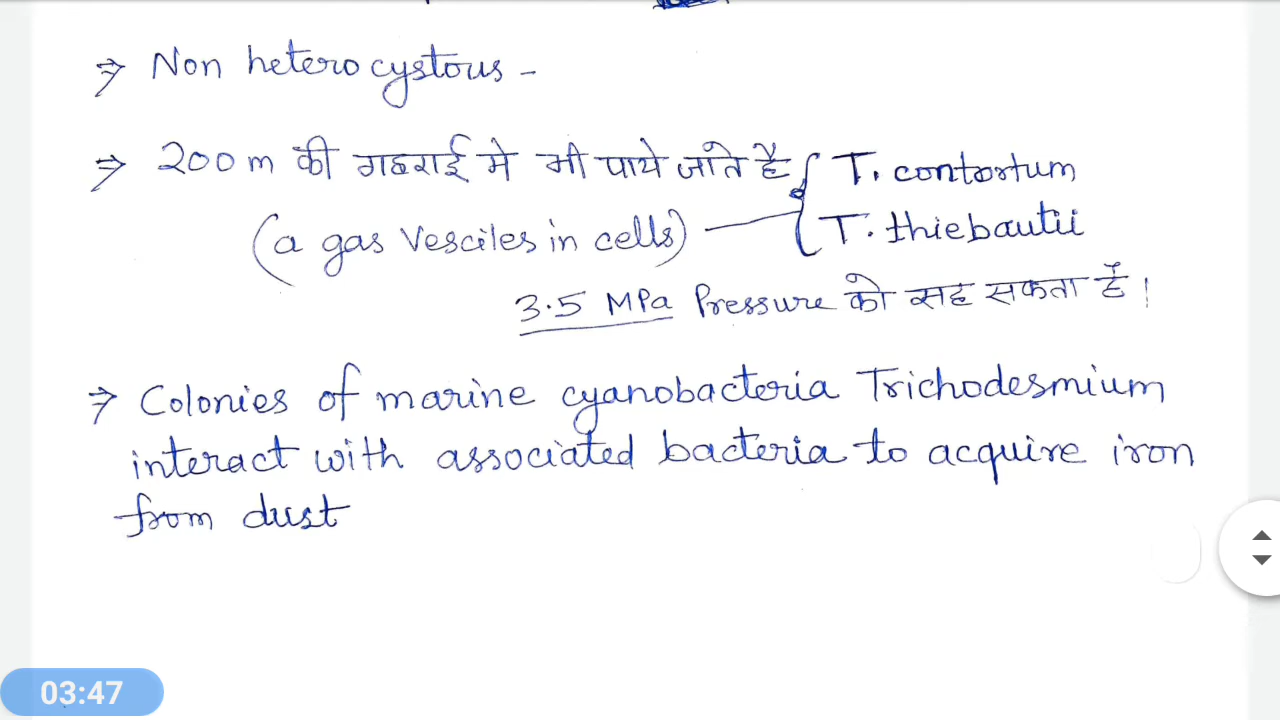 ⇒ Non heterocystous -
⇒ 200 m की गहराई मे भी पाये जाते है { T. contortum
(a gas Vesciles in cells) — T. thiebautii
3.5 MPa Pressure को सह सकता हैं।
⇒ Colonies of marine cyanobacteria Trichodesmium
interact with associated bacteria to acquire iron
from dust
03:47